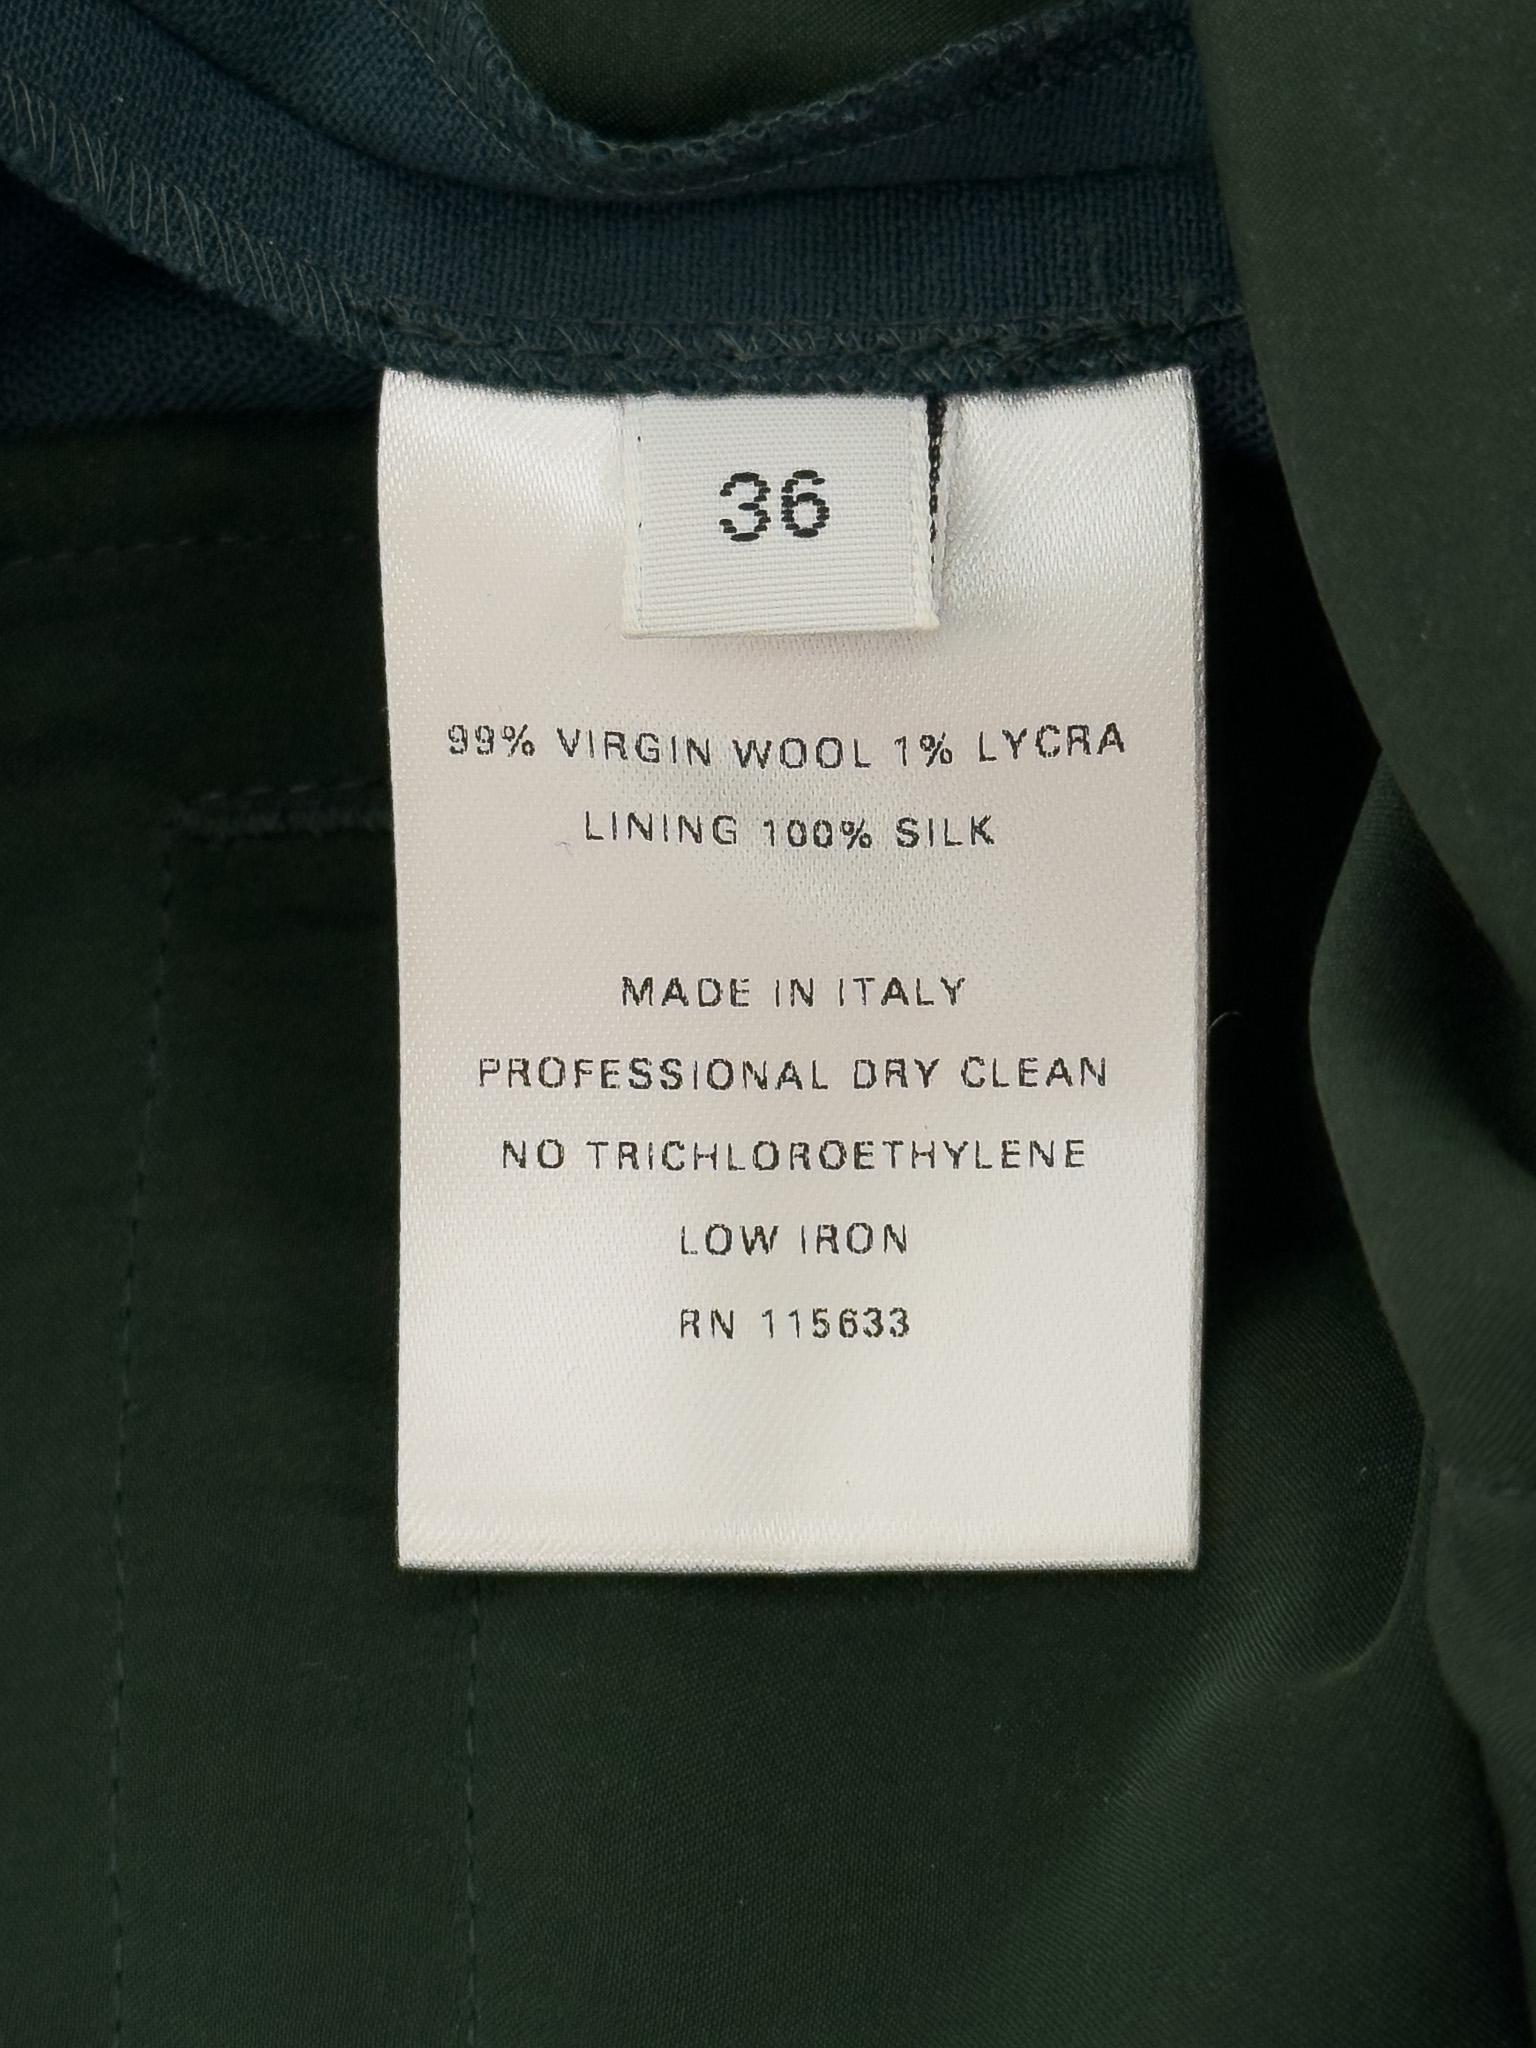 36
99% VIRGIN WOOL 1% LYCRA
LINING 100% SILK
MADE IN ITALY
PROFESSIONAL DRY CLEAN
NO TRICHLOROETHYLENE
LOW IRON
RN 115633